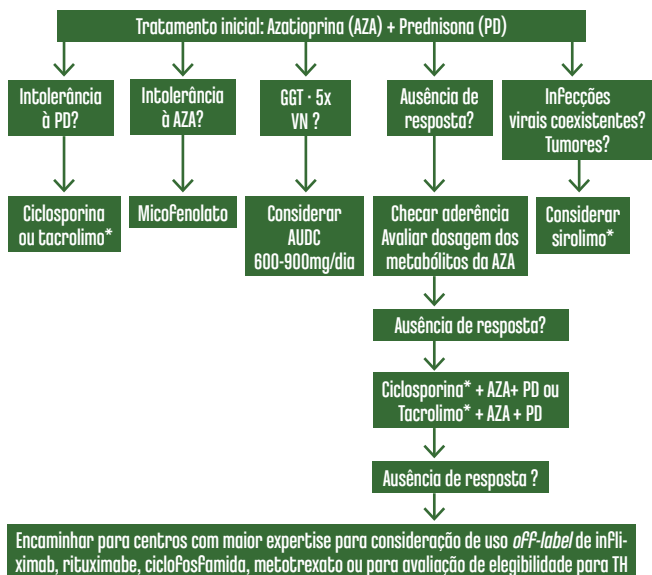 Tratamento inicial: Azatioprina (AZA) + Prednisona (PD)
Intolerância
à PD?
Intolerância
à AZA?
GGT · 5x
VN ?
Ausência de
resposta?
Infecções
virais coexistentes?
Tumores?
Ciclosporina
ou tacrolimo*
Micofenolato
Considerar
AUDC
600-900mg/dia
Checar aderência
Avaliar dosagem dos
metabólitos da AZA
Considerar
sirolimo*
Ausência de resposta?
Ciclosporina* + AZA+ PD ou
Tacrolimo* + AZA + PD
Ausência de resposta ?
Encaminhar para centros com maior expertise para consideração de uso off-label de infli-
ximab, rituximabe, ciclofosfamida, metotrexato ou para avaliação de elegibilidade para TH